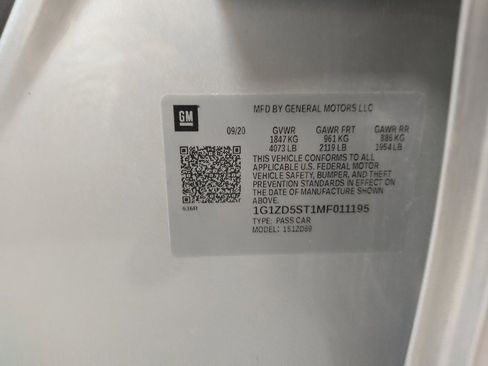 GM
MFD BY GENERAL MOTORS LLC
09/20 GVWR GAWR FRT GAWR RR
1847 KG 961 KG 886 KG
4073 LB 2119 LB 1954 LB
THIS VEHICLE CONFORMS TO ALL
APPLICABLE U.S. FEDERAL MOTOR
VEHICLE SAFETY, BUMPER, AND THEFT
PREVENTION STANDARDS IN EFFECT ON
THE DATE OF MANUFACTURE SHOWN
ABOVE.
1G1ZD5ST1MF011195
TYPE: PASS CAR
MODEL: 1S1ZD69